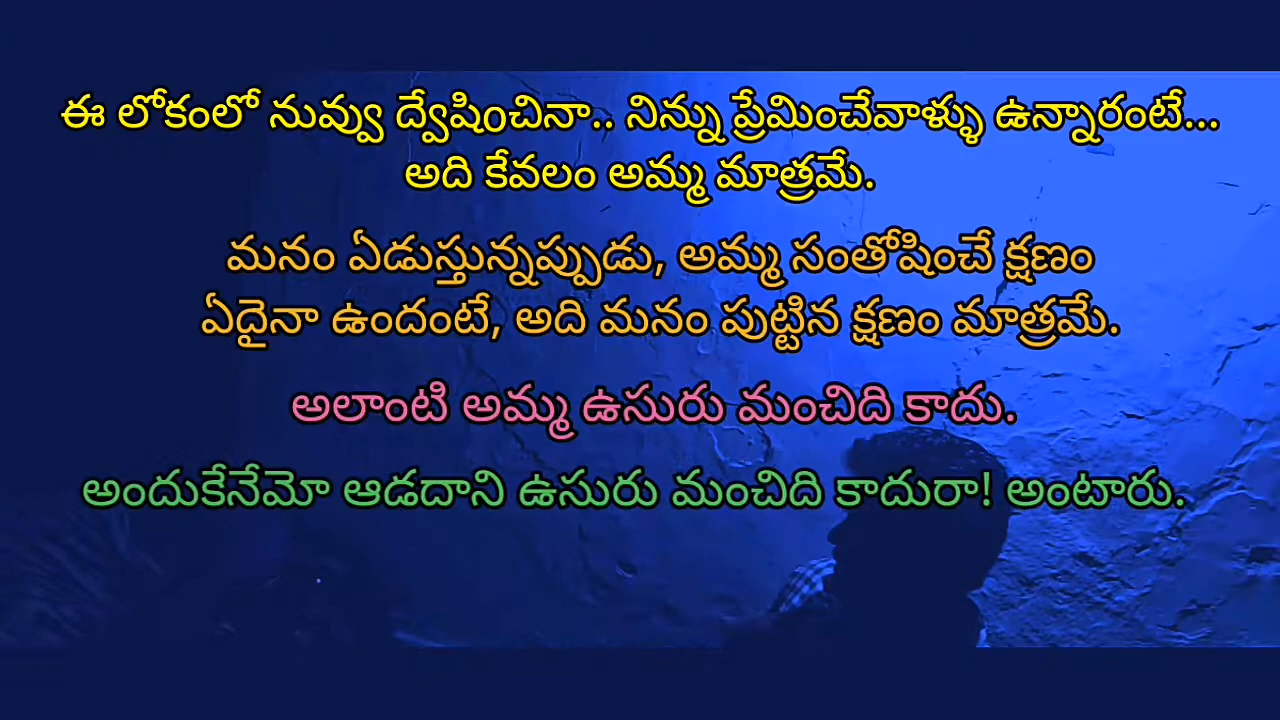 ఈ లోకంలో నువ్వు ద్వేషించినా.. నిన్ను ప్రేమించేవాళ్ళు ఉన్నారంటే...
అది కేవలం అమ్మ మాత్రమే.
మనం ఏడుస్తున్నప్పుడు, అమ్మ సంతోషించే క్షణం
ఏదైనా ఉందంటే, అది మనం పుట్టిన క్షణం మాత్రమే.
అలాంటి అమ్మ ఉసురు మంచిది కాదు.
అందుకేనేమో ఆడదాని ఉసురు మంచిది కాదురా! అంటారు.